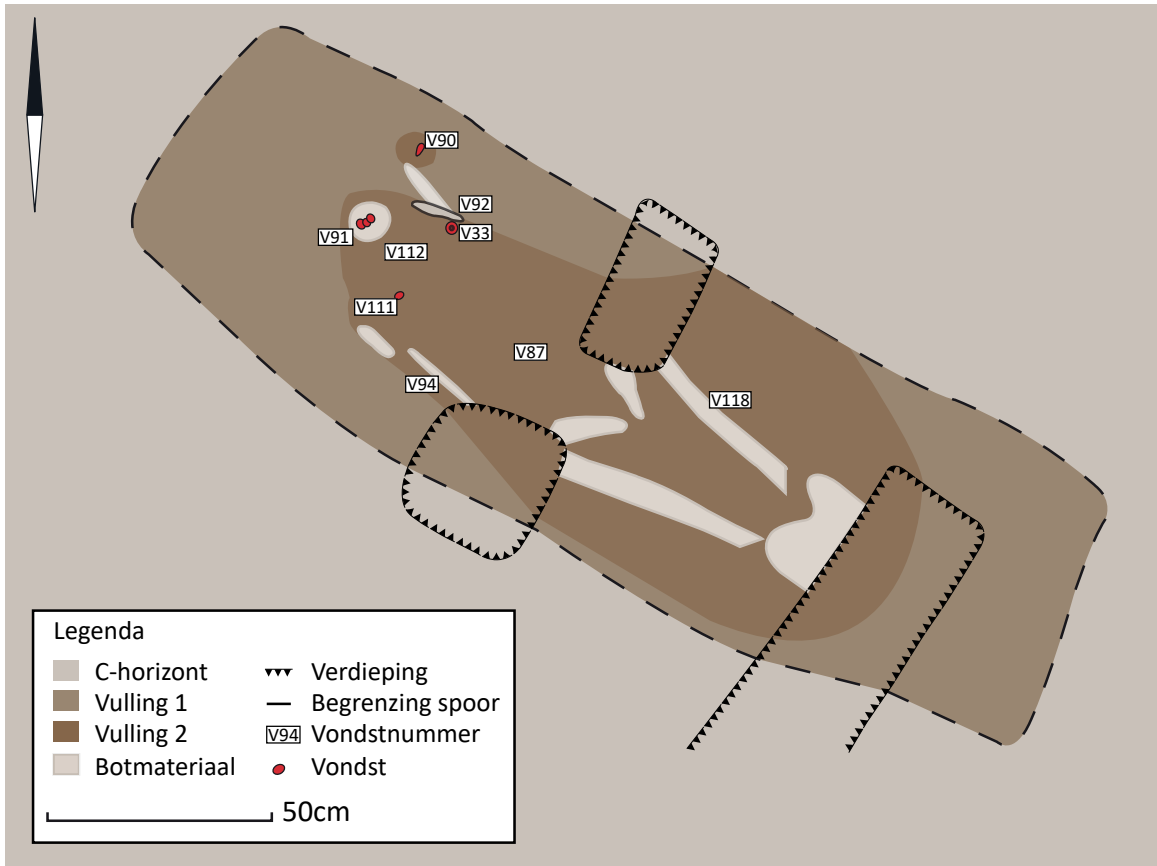 V90
V92
V33
V91
V112
V111
V87
V94
V118
Legenda
C-horizont
Vulling 1
Vulling 2
Botmateriaal
Verdieping
Begrenzing spoor
V94 Vondstnummer
Vondst
50cm